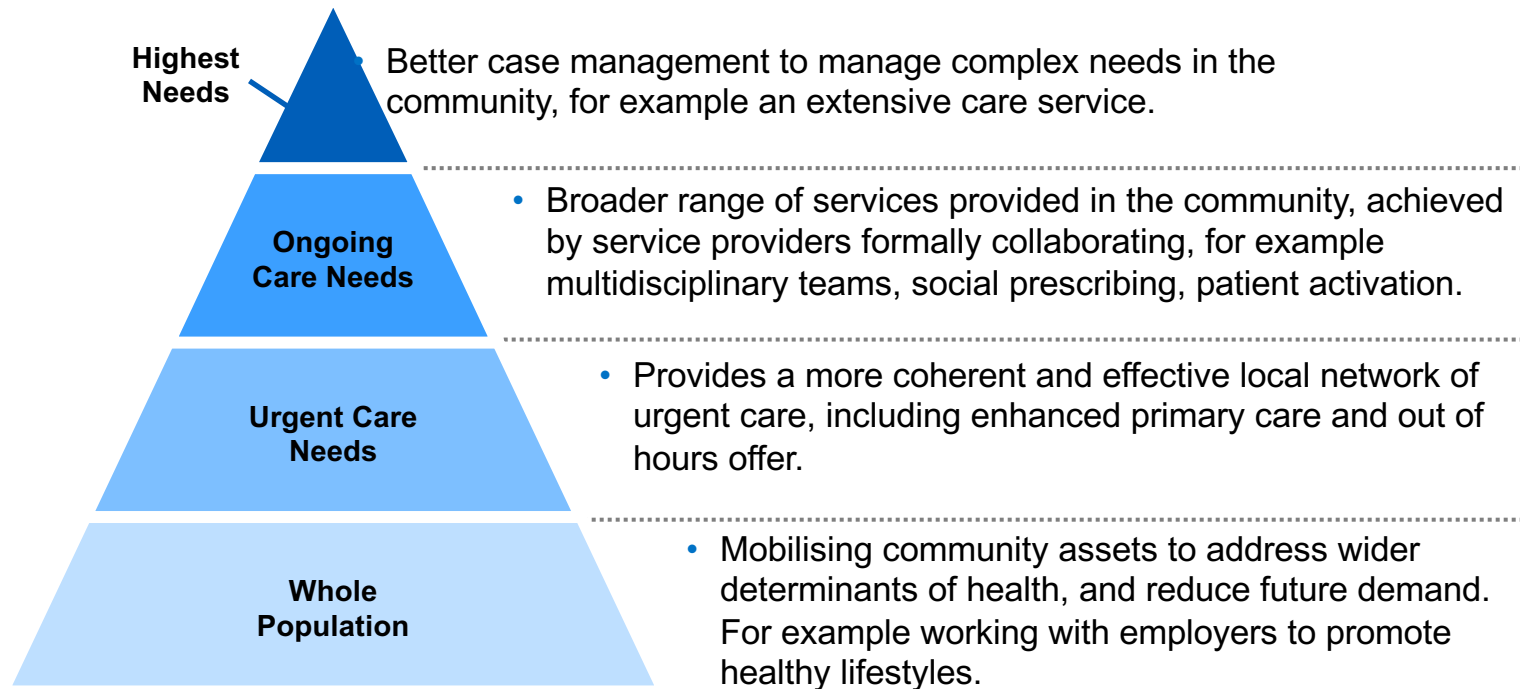 Highest
Needs
• Better case management to manage complex needs in the
community, for example an extensive care service.
Ongoing
Care Needs
• Broader range of services provided in the community, achieved
by service providers formally collaborating, for example
multidisciplinary teams, social prescribing, patient activation.
Urgent Care
Needs
• Provides a more coherent and effective local network of
urgent care, including enhanced primary care and out of
hours offer.
Whole
Population
• Mobilising community assets to address wider
determinants of health, and reduce future demand.
For example working with employers to promote
healthy lifestyles.